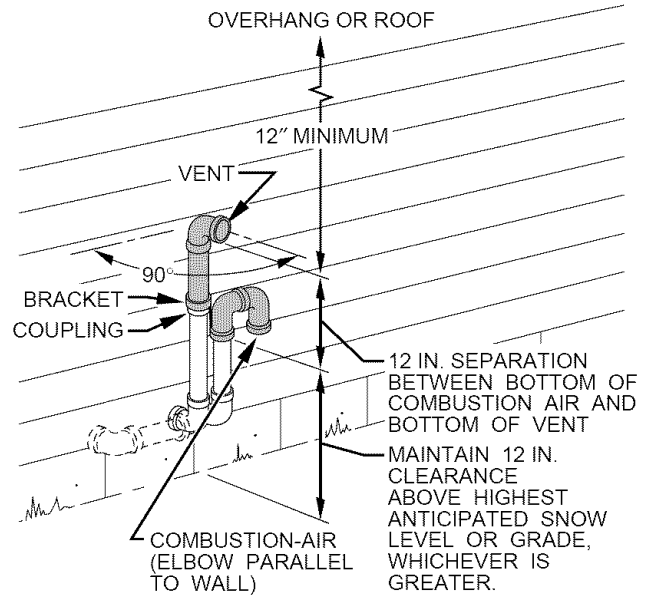 OVERHANG OR ROOF
12″ MINIMUM
VENT
90°
BRACKET
COUPLING
12 IN. SEPARATION
BETWEEN BOTTOM OF
COMBUSTION AIR AND
BOTTOM OF VENT
MAINTAIN 12 IN.
CLEARANCE
ABOVE HIGHEST
ANTICIPATED SNOW
LEVEL OR GRADE,
WHICHEVER IS
GREATER.
COMBUSTION-AIR
(ELBOW PARALLEL
TO WALL)